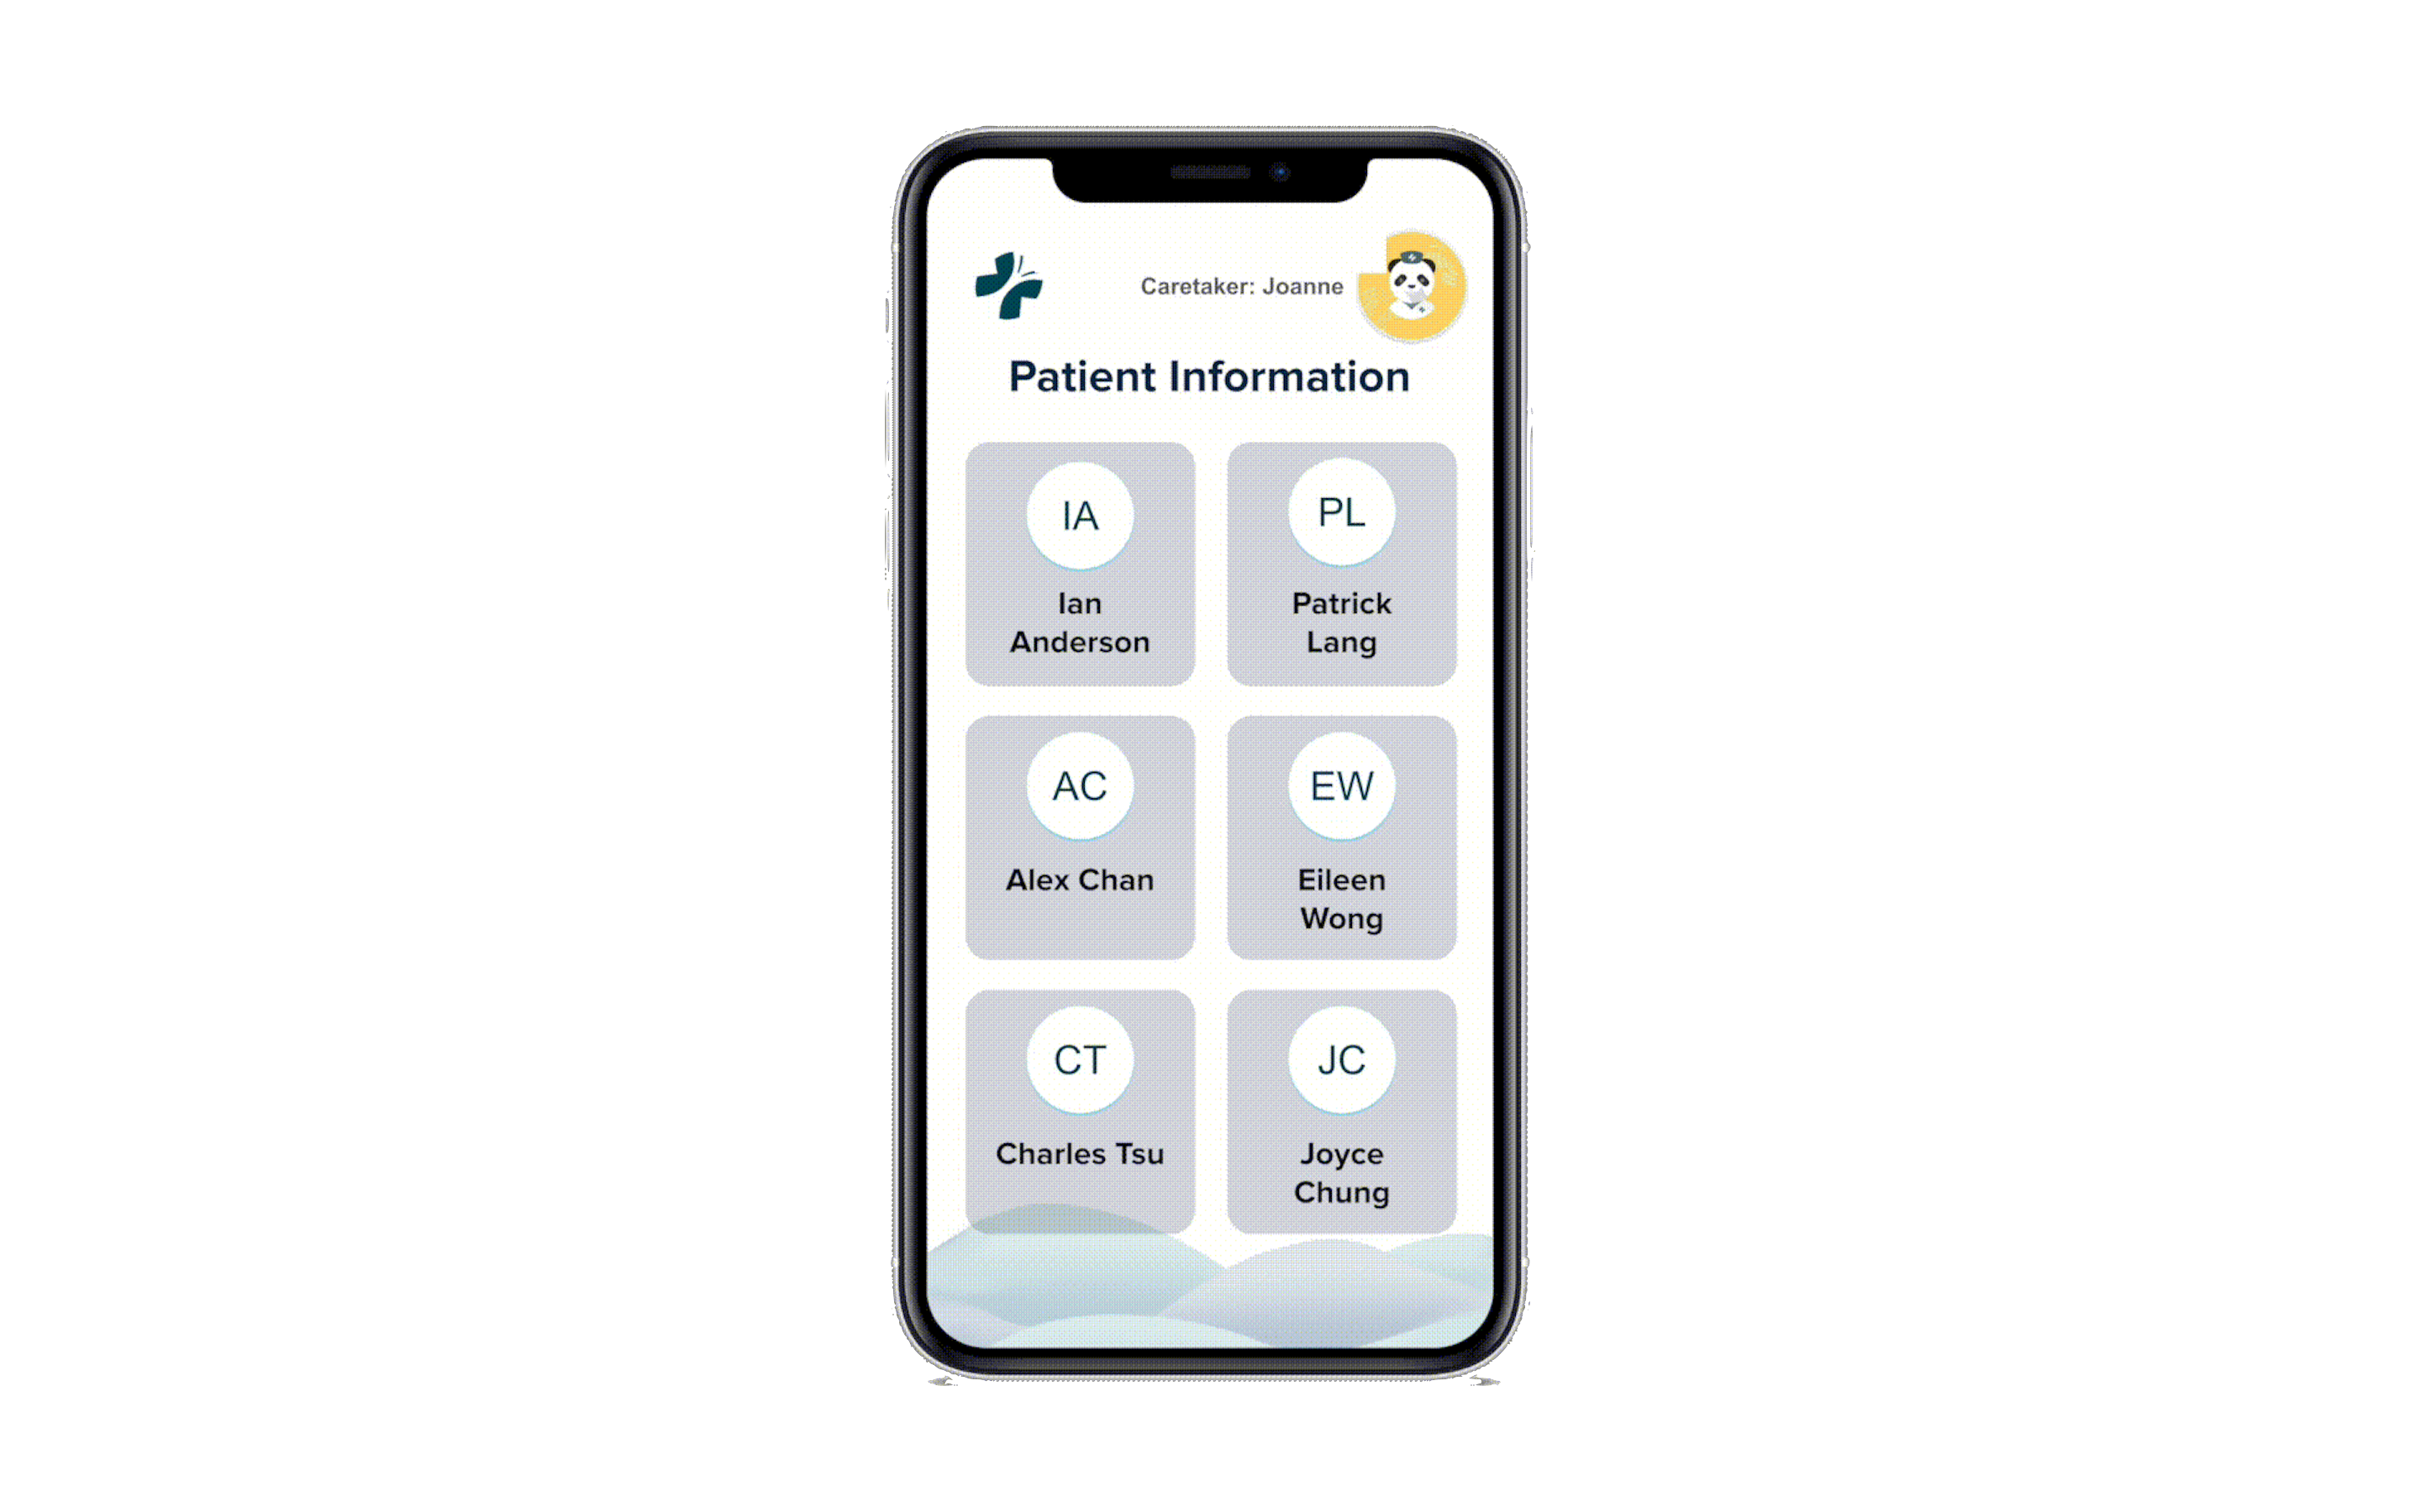 Caretaker: Joanne
Patient Information
IA
Ian
Anderson
PL
Patrick
Lang
AC
Alex Chan
EW
Eileen
Wong
CT
Charles Tsu
JC
Joyce
Chung